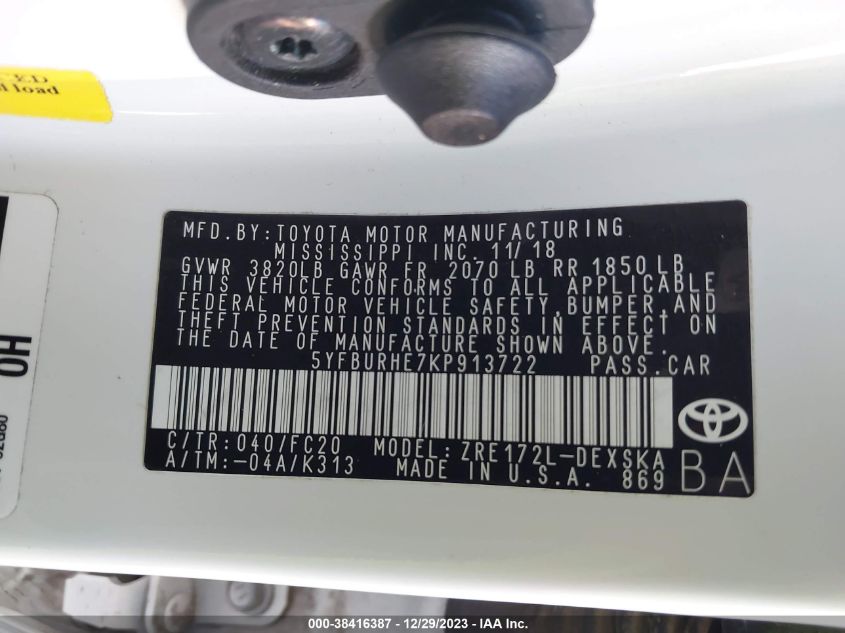 d load
MFD.BY:TOYOTA MOTOR MANUFACTURING
MISSISSIPPI INC. 11/18
GVWR 3820LB GAWR FR 2070 LB RR 1850 LB
THIS VEHICLE CONFORMS TO ALL APPLICABLE
FEDERAL MOTOR VEHICLE SAFETY,BUMPER,AND
THEFT PREVENTION STANDARDS IN EFFECT ON
THE DATE OF MANUFACTURE SHOWN ABOVE.
5YFBURHE7KP913722 PASS.CAR
C/TR: 040/FC20 MODEL: ZRE172L-DEXSKA
A/TM:-04A/K313 MADE IN U.S.A. 869
BA
OH
000-38416387 - 12/29/2023 - IAA Inc.